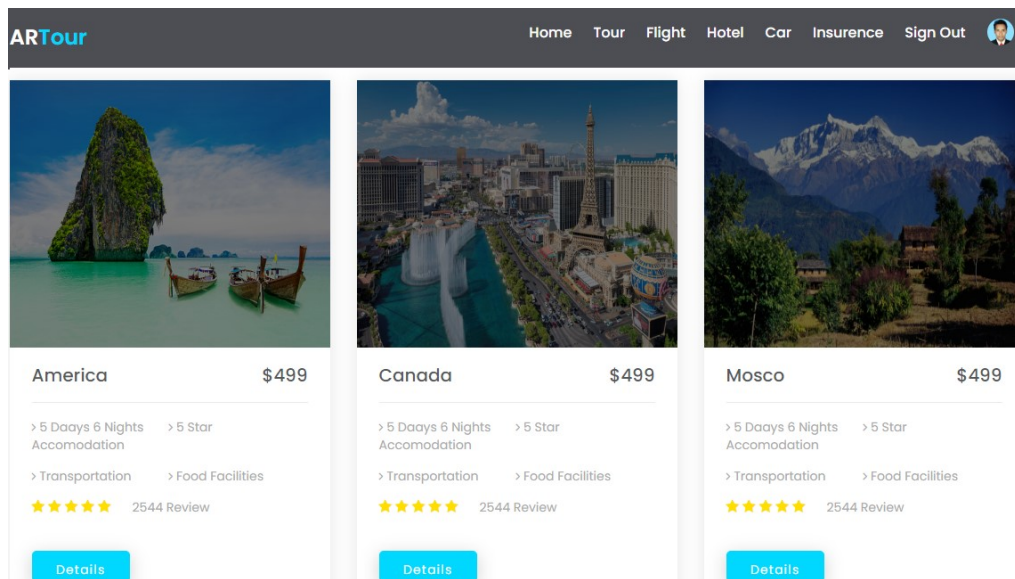 ARTour
Home Tour Flight Hotel Car Insurence Sign Out
America $499
> 5 Daays 6 Nights Accomodation
> 5 Star
> Transportation
> Food Facilities
2544 Review
Details
Canada $499
> 5 Daays 6 Nights Accomodation
> 5 Star
> Transportation
> Food Facilities
2544 Review
Details
Mosco $499
> 5 Daays 6 Nights Accomodation
> 5 Star
> Transportation
> Food Facilities
2544 Review
Details